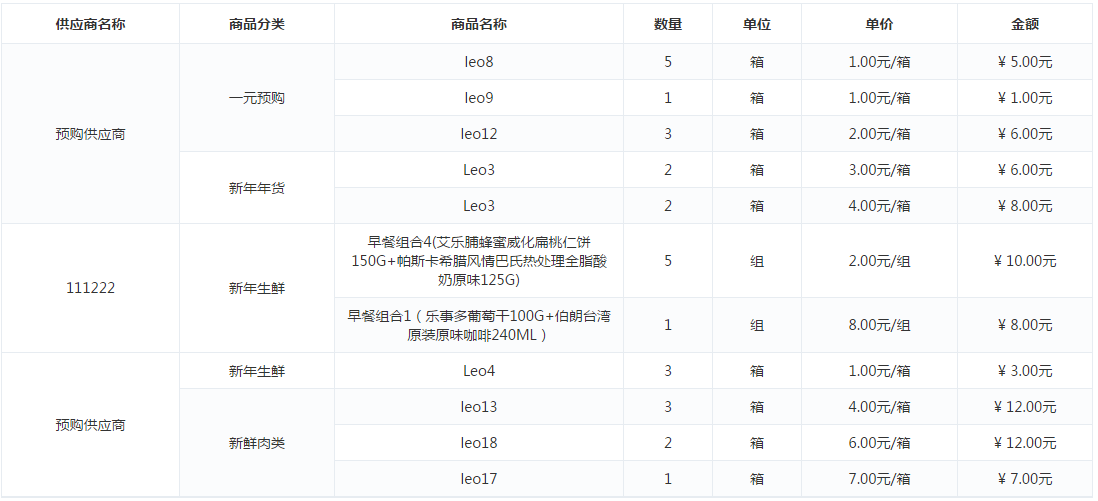 供应商名称 商品分类 商品名称 数量 单位 单价 金额
预购供应商 一元预购 leo8 5 箱 1.00元/箱 ¥ 5.00元
leo9 1 箱 1.00元/箱 ¥ 1.00元
leo12 3 箱 2.00元/箱 ¥ 6.00元
新年年货 Leo3 2 箱 3.00元/箱 ¥ 6.00元
Leo3 2 箱 4.00元/箱 ¥ 8.00元
111222 新年生鲜 早餐组合4(艾乐脯蜂蜜威化扁桃仁饼
150G+帕斯卡希腊风情巴氏热处理全脂酸
奶原味125G) 5 组 2.00元/组 ¥ 10.00元
早餐组合1（乐事多葡萄干100G+伯朗台湾
原装原味咖啡240ML） 1 组 8.00元/组 ¥ 8.00元
预购供应商 新年生鲜 Leo4 3 箱 1.00元/箱 ¥ 3.00元
新鲜肉类 leo13 3 箱 4.00元/箱 ¥ 12.00元
leo18 2 箱 6.00元/箱 ¥ 12.00元
leo17 1 箱 7.00元/箱 ¥ 7.00元